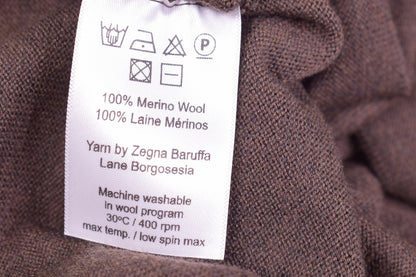 P
100% Merino Wool
100% Laine Mérinos
Yarn by Zegna Baruffa
Lane Borgosesia
Machine washable
in wool program
30ºC / 400 rpm
max temp. / low spin max